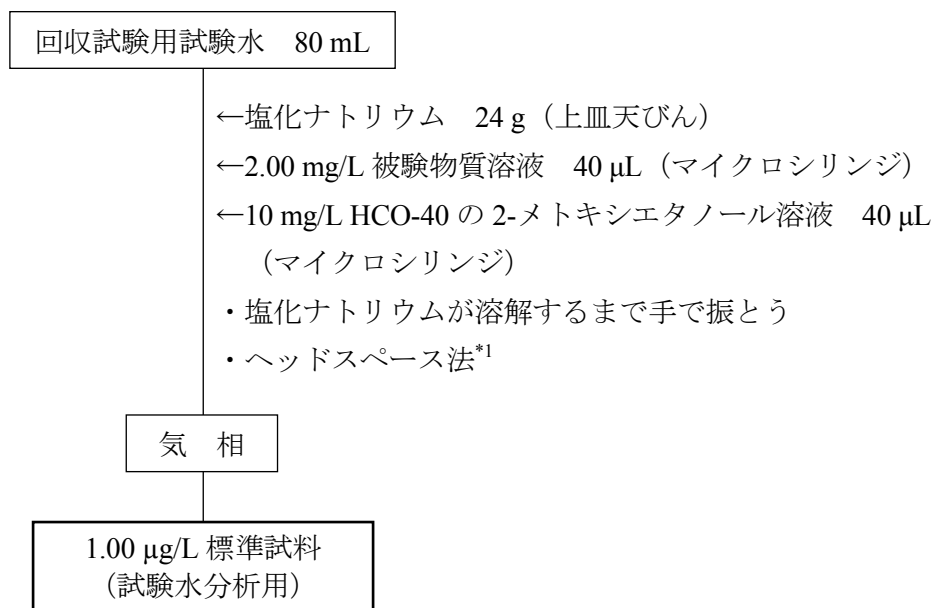 回収試験用試験水　80 mL
←塩化ナトリウム　24 g（上皿天びん）
←2.00 mg/L 被験物質溶液　40 μL（マイクロシリンジ）
←10 mg/L HCO-40 の 2-メトキシエタノール溶液　40 μL
（マイクロシリンジ）
・塩化ナトリウムが溶解するまで手で振とう
・ヘッドスペース法*1
気　相
1.00 μg/L 標準試料
（試験水分析用）